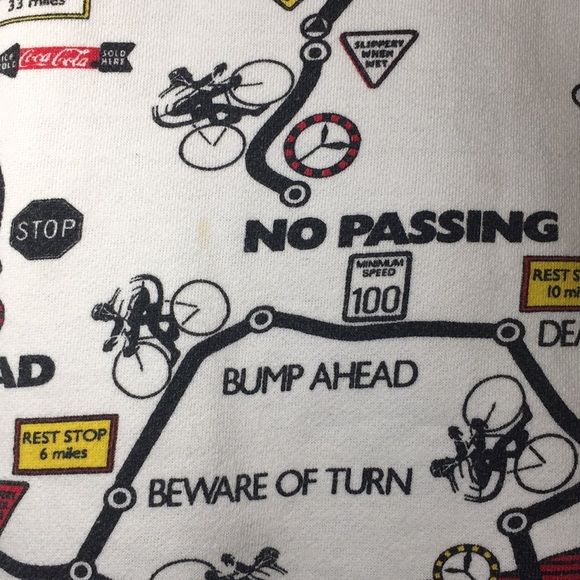 33 miles
Coca-Cola
SOLD
HERE
SLIPPERY
WHEN
WET
STOP
NO PASSING
MINIMUM
SPEED
100
REST S
10 mi
DEA
AD
BUMP AHEAD
REST STOP
6 miles
BEWARE OF TURN